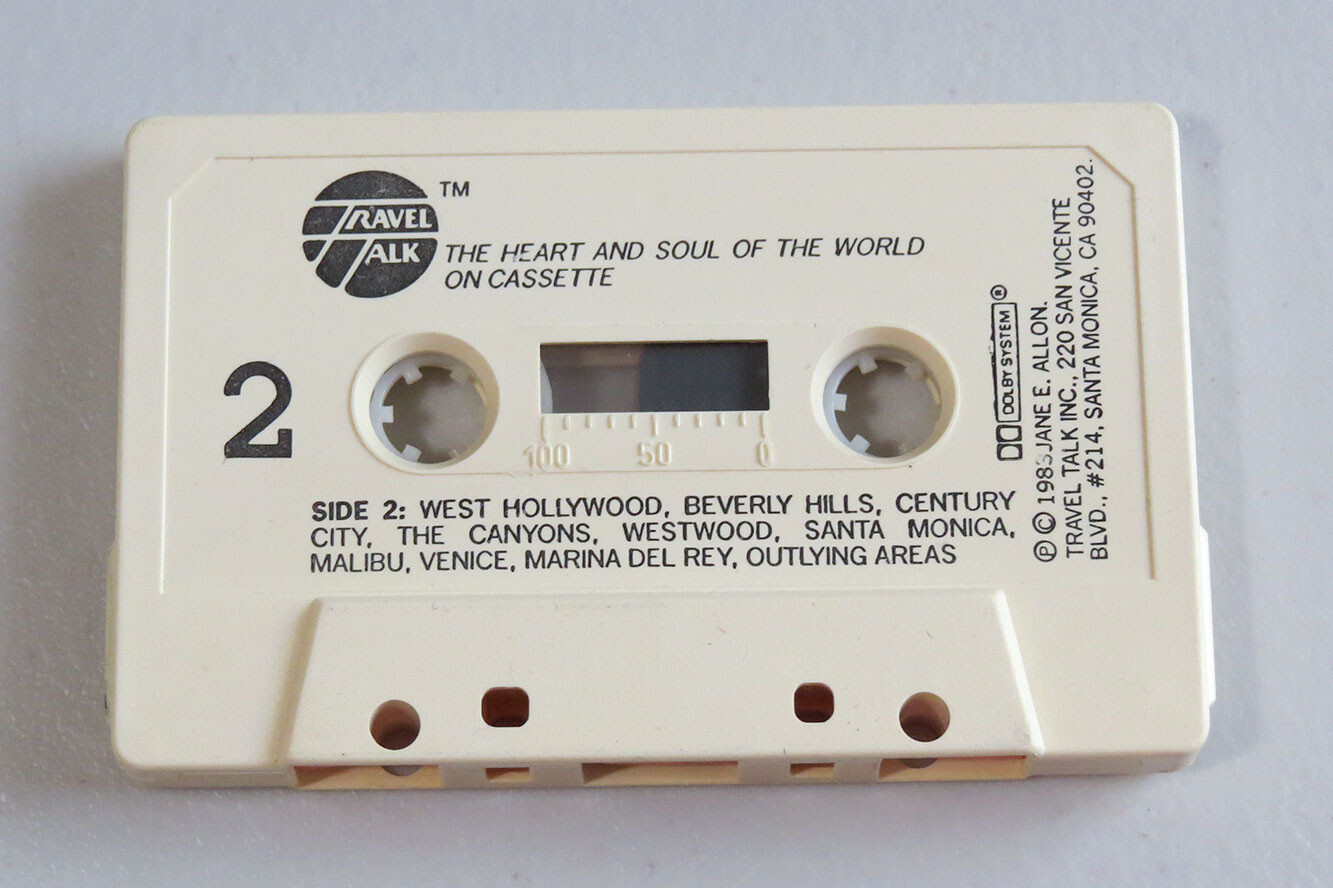 TRAVEL TALK ™
THE HEART AND SOUL OF THE WORLD
ON CASSETTE
2
100 50 0
SIDE 2: WEST HOLLYWOOD, BEVERLY HILLS, CENTURY
CITY, THE CANYONS, WESTWOOD, SANTA MONICA,
MALIBU, VENICE, MARINA DEL REY, OUTLYING AREAS
DOLBY SYSTEM ®
℗ © 1983 JANE E. ALLON.
TRAVEL TALK INC., 220 SAN VICENTE
BLVD., #214, SANTA MONICA, CA 90402.